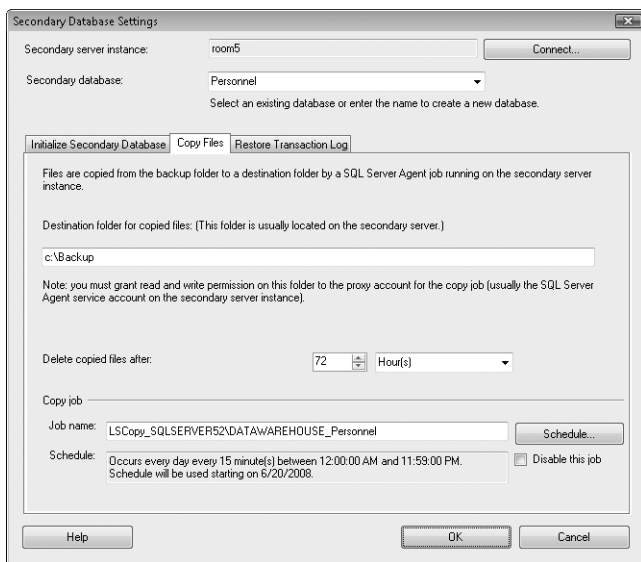 Secondary Database Settings
Secondary server instance:
room5
Connect...
Secondary database:
Personnel
Select an existing database or enter the name to create a new database.
Initialize Secondary Database
Copy Files
Restore Transaction Log
Files are copied from the backup folder to a destination folder by a SQL Server Agent job running on the secondary server
instance.
Destination folder for copied files: (This folder is usually located on the secondary server.)
c:\Backup
Note: you must grant read and write permission on this folder to the proxy account for the copy job (usually the SQL Server
Agent service account on the secondary server instance).
Delete copied files after:
72
Hour(s)
Copy job
Job name:
LSCopy_SQLSERVER52\DATAWAREHOUSE_Personnel
Schedule...
Schedule:
Occurs every day every 15 minute(s) between 12:00:00 AM and 11:59:00 PM.
Schedule will be used starting on 6/20/2008.
Disable this job
Help
OK
Cancel